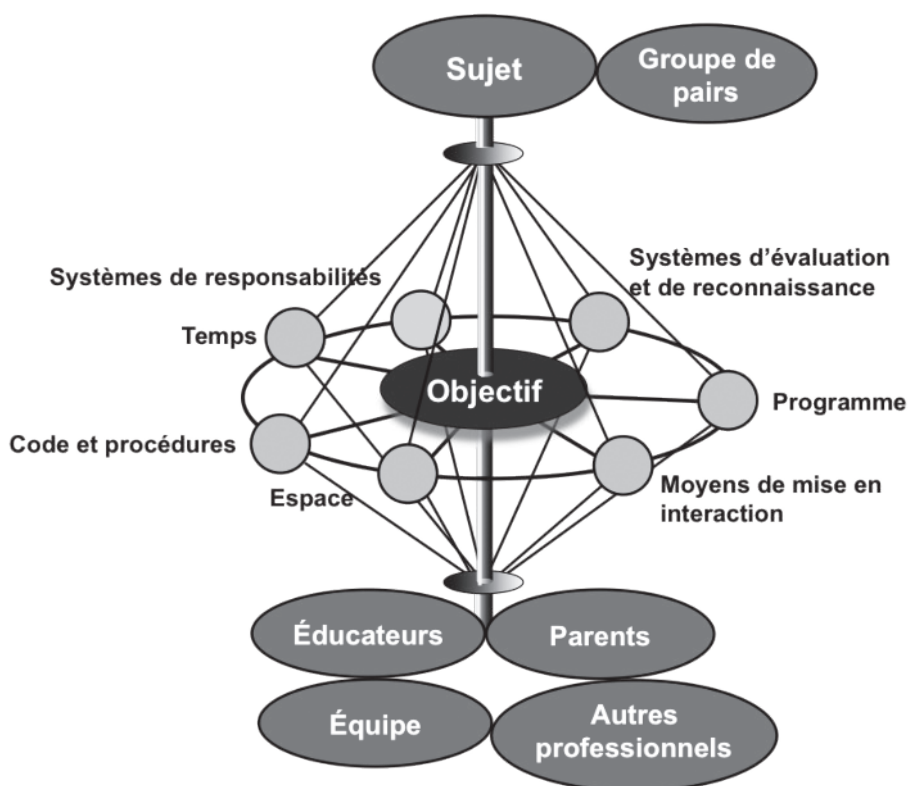 Sujet
Groupe de
pairs
Systèmes de responsabilités
Systèmes d’évaluation
et de reconnaissance
Temps
Objectif
Programme
Code et procédures
Espace
Moyens de mise en
interaction
Éducateurs
Parents
Équipe
Autres
professionnels